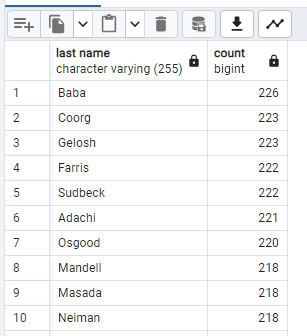 last name count
character varying (255) bigint
1 Baba 226
2 Coorg 223
3 Gelosh 223
4 Farris 222
5 Sudbeck 222
6 Adachi 221
7 Osgood 220
8 Mandell 218
9 Masada 218
10 Neiman 218